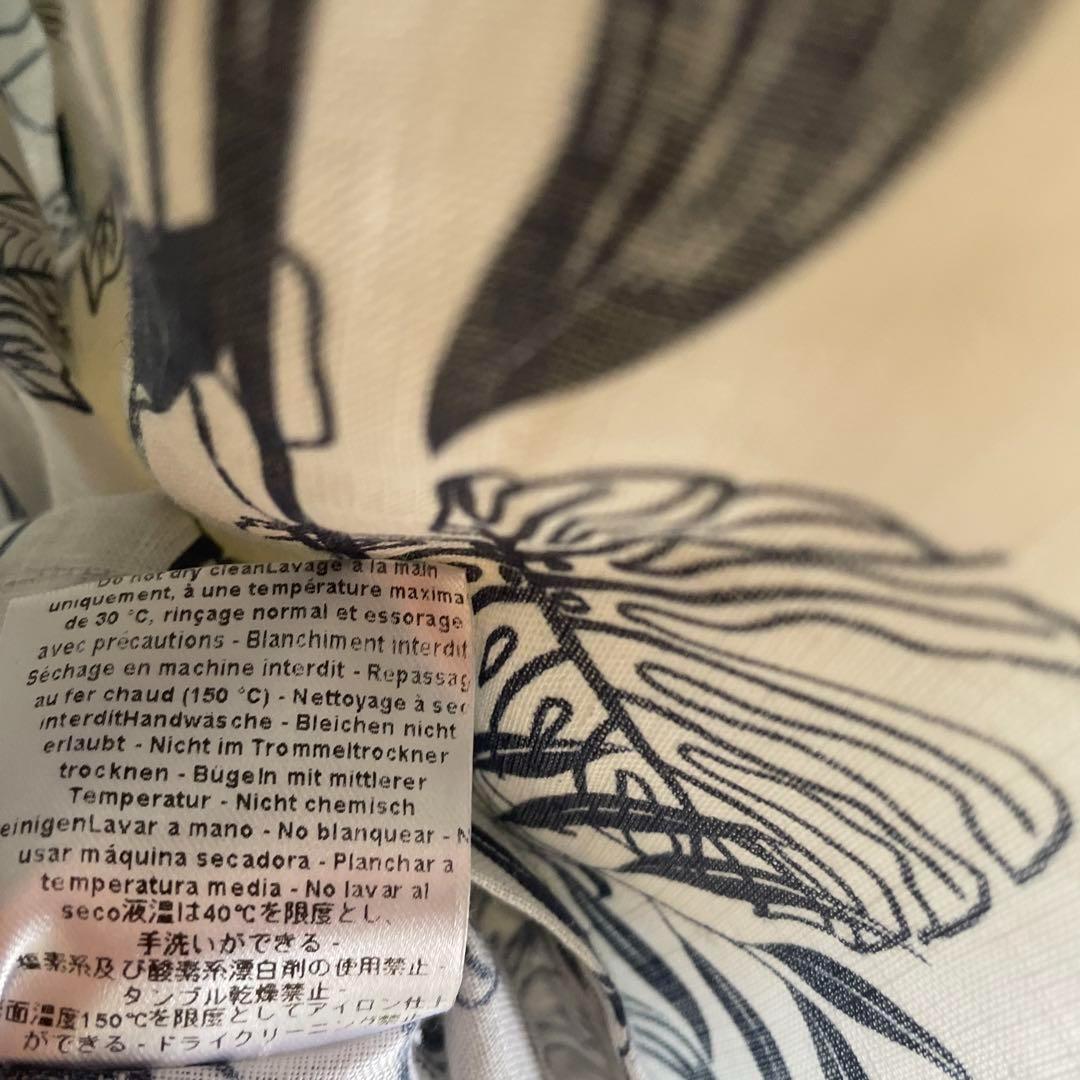 Do not dry cleanLavage à la main
uniquement, à une température maxima
de 30 °C, rinçage normal et essorage
avec précautions - Blanchiment interdit
Séchage en machine interdit - Repassag
au fer chaud (150 °C) - Nettoyage à sec
interditHandwäsche - Bleichen nicht
erlaubt - Nicht im Trommeltrockner
trocknen - Bügeln mit mittlerer
Temperatur - Nicht chemisch
einigenLavar a mano - No blanquear - N
usar máquina secadora - Planchar a
temperatura media - No lavar al
seco液温は40℃を限度とし、
手洗いができる -
塩素系及び酸素系漂白剤の使用禁止 -
タンブル乾燥禁止 -
面温度150℃を限度としてアイロン仕上
ができる - ドライクリーニング禁止